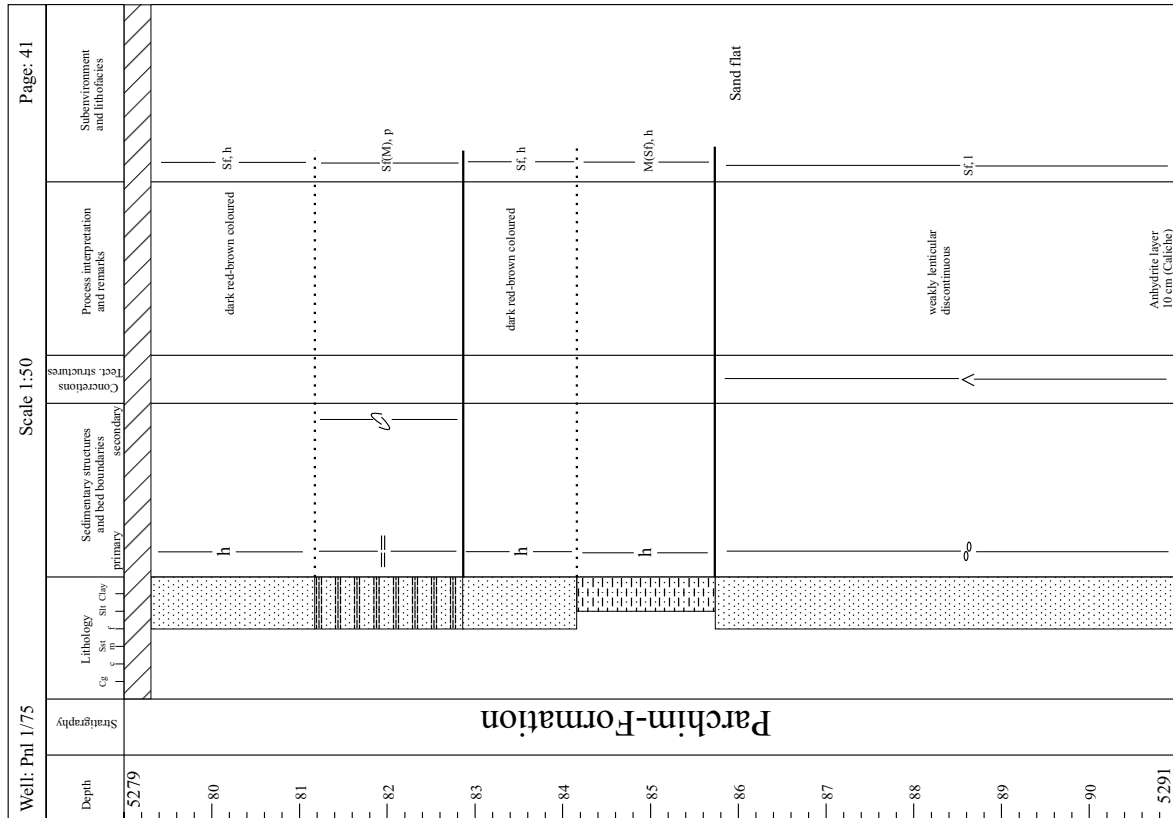 Well: Pnl 1/75
Scale 1:50
Page: 41
Depth
Stratigraphy
Lithology
Cg
c
Sst
m
f
Slt
Clay
Sedimentary structures
and bed boundaries
primary
secondary
Concretions
Tect. structures
Process interpretation
and remarks
Subenvironment
and lithofacies
5279
80
81
82
83
84
85
86
87
88
89
90
5291
Parchim-Formation
h
h
h
dark red-brown coloured
dark red-brown coloured
weakly lenticular
discontinuous
Anhydrite layer
10 cm (Caliche)
Sf, h
Sf(M), p
Sf, h
M(Sf), h
Sf, l
Sand flat